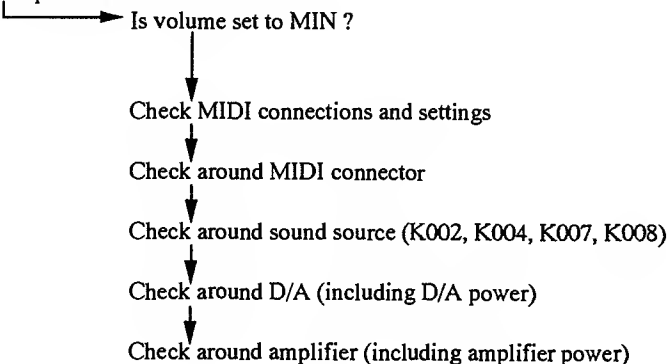 Is volume set to MIN ?
Check MIDI connections and settings
Check around MIDI connector
Check around sound source (K002, K004, K007, K008)
Check around D/A (including D/A power)
Check around amplifier (including amplifier power)